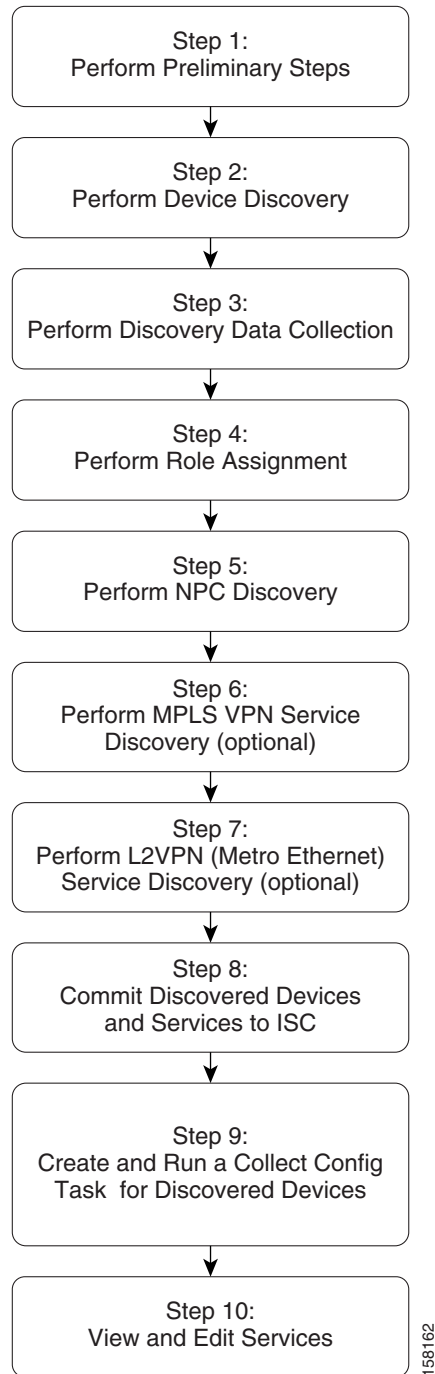 Step 1:
Perform Preliminary Steps
Step 2:
Perform Device Discovery
Step 3:
Perform Discovery Data Collection
Step 4:
Perform Role Assignment
Step 5:
Perform NPC Discovery
Step 6:
Perform MPLS VPN Service
Discovery (optional)
Step 7:
Perform L2VPN (Metro Ethernet)
Service Discovery (optional)
Step 8:
Commit Discovered Devices
and Services to ISC
Step 9:
Create and Run a Collect Config
Task for Discovered Devices
Step 10:
View and Edit Services
158162